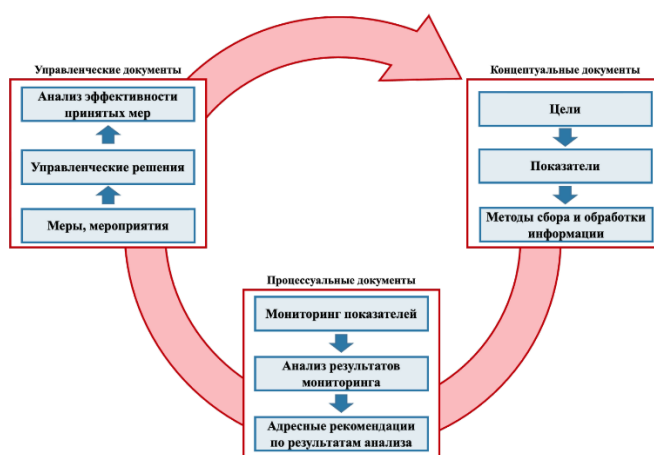 Управленческие документы
Анализ эффективности
принятых мер
Управленческие решения
Меры, мероприятия
Концептуальные документы
Цели
Показатели
Методы сбора и обработки
информации
Процессуальные документы
Мониторинг показателей
Анализ результатов
мониторинга
Адресные рекомендации
по результатам анализа